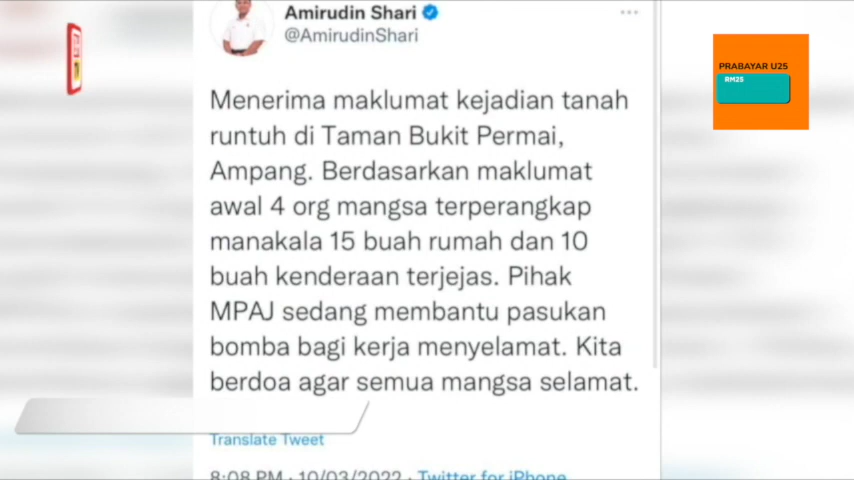 Amirudin Shari
@AmirudinShari
Menerima maklumat kejadian tanah
runtuh di Taman Bukit Permai,
Ampang. Berdasarkan maklumat
awal 4 org mangsa terperangkap
manakala 15 buah rumah dan 10
buah kenderaan terjejas. Pihak
MPAJ sedang membantu pasukan
bomba bagi kerja menyelamat. Kita
berdoa agar semua mangsa selamat.
Translate Tweet
8:08 PM · 10/03/2022 · Twitter for iPhone
PRABAYAR U25
RM25